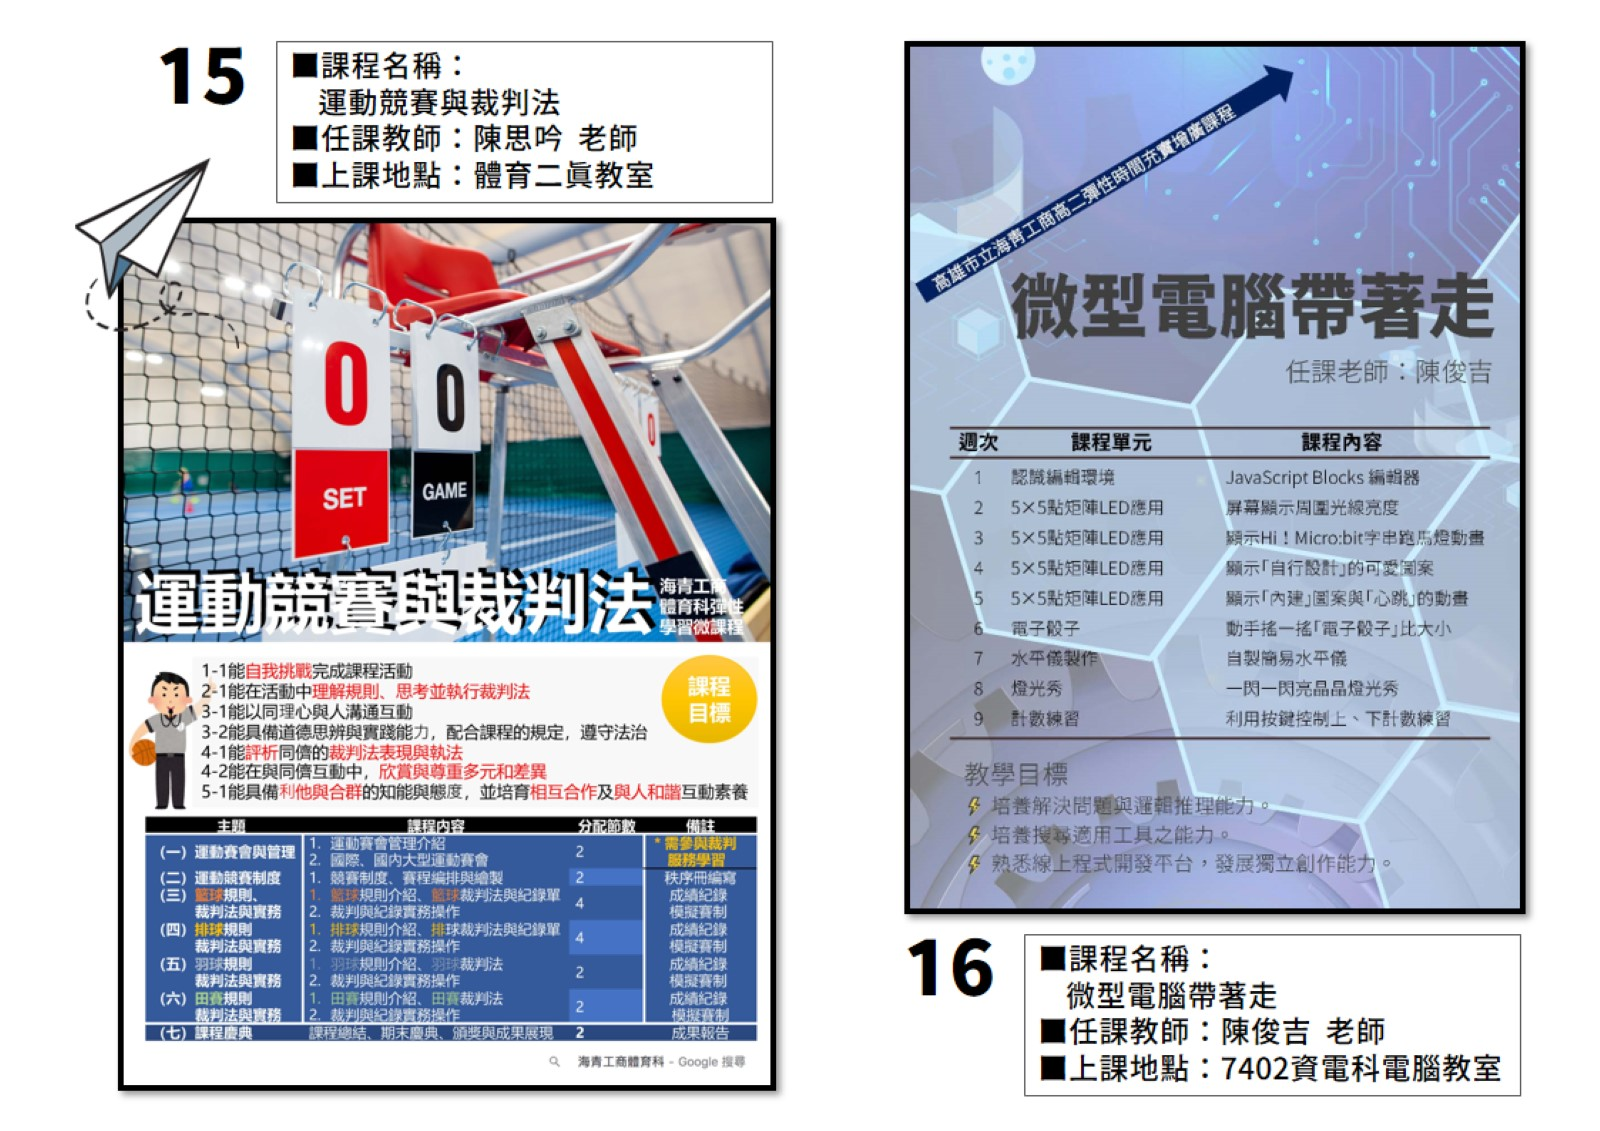 15
■課程名稱：
運動競賽與裁判法
■任課教師：陳思吟 老師
■上課地點：體育二真教室
0
0
0
SET
GAME
運動競賽與裁判法
海青工商
體育科彈性
學習微課程
1-1能自我挑戰完成課程活動
2-1能在活動中理解規則、思考並執行裁判法
3-1能以同理心與人溝通互動
3-2能具備道德思辨與實踐能力，配合課程的規定，遵守法治
4-1能評析同儕的裁判法表現與執法
4-2能在與同儕互動中，欣賞與尊重多元和差異
5-1能具備利他與合群的知能與態度，並培育相互合作及與人和諧互動素養
課程
目標
主題 課程內容 分配節數 備註
(一) 運動賽會與管理 1. 運動賽會管理介紹 2. 國際、國內大型運動賽會 2 *需參與裁判服務學習
(二) 運動競賽制度 1. 競賽制度、賽程編排與繪製 2 秩序冊編寫
(三) 籃球規則、裁判法與實務 1. 籃球規則介紹、籃球裁判法與紀錄單 2. 裁判與紀錄實務操作 4 成績紀錄 模擬賽制
(四) 排球規則 裁判法與實務 1. 排球規則介紹、排球裁判法與紀錄單 2. 裁判與紀錄實務操作 4 成績紀錄 模擬賽制
(五) 羽球規則 裁判法與實務 1. 羽球規則介紹、羽球裁判法 2. 裁判與紀錄實務操作 2 成績紀錄 模擬賽制
(六) 田賽規則 裁判法與實務 1. 田賽規則介紹、田賽裁判法 2. 裁判與紀錄實務操作 2 成績紀錄 模擬賽制
(七) 課程慶典 課程總結、期末慶典、頒獎與成果展現 2 成果報告
海青工商體育科 - Google 搜尋
高雄市立海青工商高二彈性時間充實增廣課程
微型電腦帶著走
任課老師：陳俊吉
週次 課程單元 課程內容
1 認識編輯環境 JavaScript Blocks 編輯器
2 5×5點矩陣LED應用 屏幕顯示周圍光線亮度
3 5×5點矩陣LED應用 顯示Hi！Micro:bit字串跑馬燈動畫
4 5×5點矩陣LED應用 顯示「自行設計」的可愛圖案
5 5×5點矩陣LED應用 顯示「內建」圖案與「心跳」的動畫
6 電子骰子 動手搖一搖「電子骰子」比大小
7 水平儀製作 自製簡易水平儀
8 燈光秀 一閃一閃亮晶晶燈光秀
9 計數練習 利用按鍵控制上、下計數練習
教學目標
培養解決問題與邏輯推理能力。
培養搜尋適用工具之能力。
熟悉線上程式開發平台，發展獨立創作能力。
16
■課程名稱：
微型電腦帶著走
■任課教師：陳俊吉 老師
■上課地點：7402資電科電腦教室